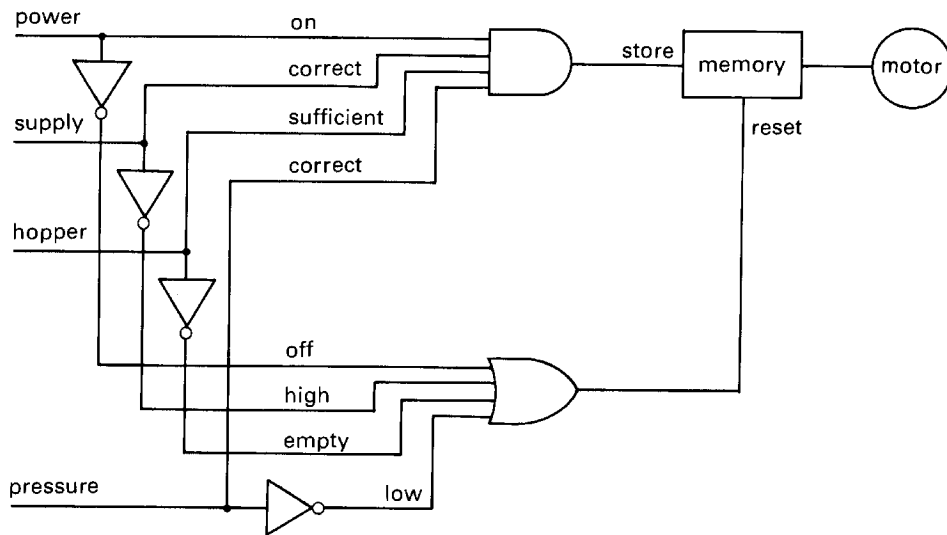 power
on
store
memory
motor
correct
supply
sufficient
reset
correct
hopper
off
high
empty
pressure
low